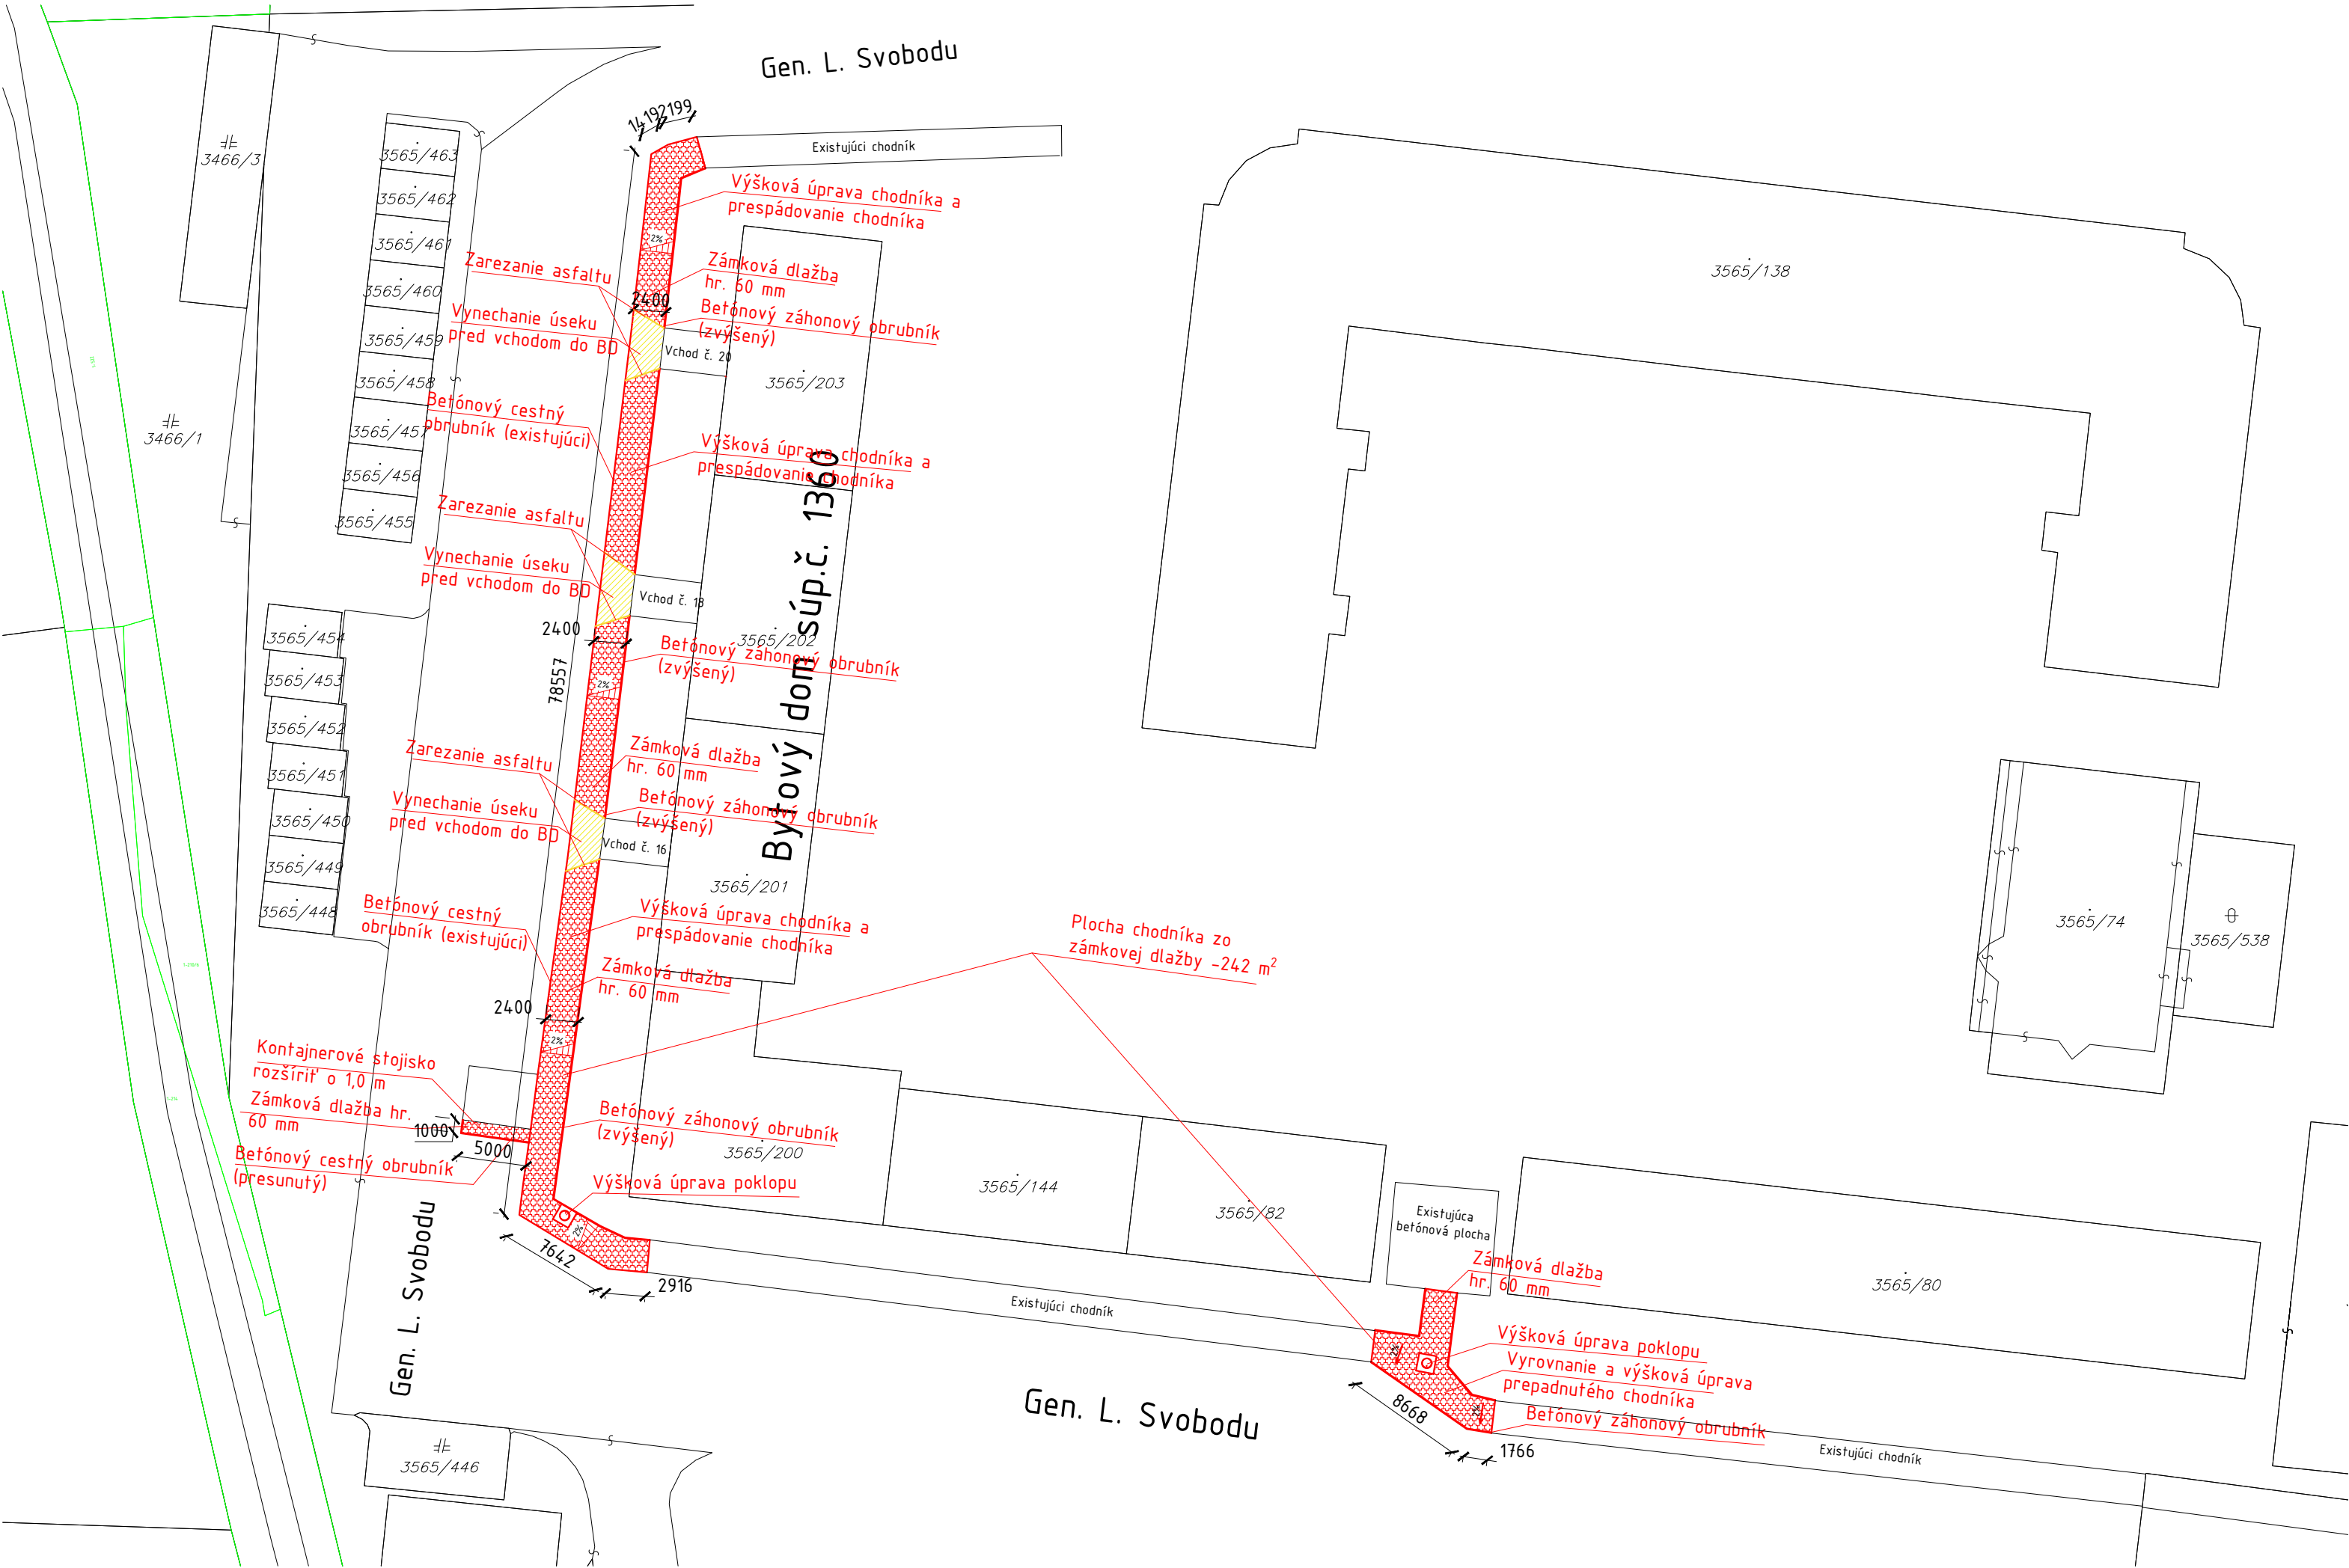 Gen. L. Svobodu
1419
2199
Existujúci chodník
3466/3
3565/463
3565/462
3565/461
3565/460
3565/459
3565/458
3565/457
3565/456
3565/455
3466/1
Výšková úprava chodníka a
prespádovanie chodníka
2%
Zarezanie asfaltu
Zámková dlažba
hr. 60 mm
2400
Vynechanie úseku
pred vchodom do BD
Betónový záhonový obrubník
(zvýšený)
Vchod č. 20
3565/203
3565/138
Betónový cestný
obrubník (existujúci)
Výšková úprava chodníka a
prespádovanie chodníka
Bytový dom súp.č. 1360
Zarezanie asfaltu
Vynechanie úseku
pred vchodom do BD
Vchod č. 18
3565/202
2400
Betónový záhonový obrubník
(zvýšený)
78557
2%
3565/454
3565/453
3565/452
3565/451
3565/450
3565/449
3565/448
Zarezanie asfaltu
Zámková dlažba
hr. 60 mm
Vynechanie úseku
pred vchodom do BD
Betónový záhonový obrubník
(zvýšený)
Vchod č. 16
3565/201
Betónový cestný
obrubník (existujúci)
Výšková úprava chodníka a
prespádovanie chodníka
Zámková dlažba
hr. 60 mm
Plocha chodníka zo
zámkovej dlažby -242 m²
3565/74
3565/538
2400
2%
Kontajnerové stojisko
rozšíriť o 1,0 m
Zámková dlažba hr.
60 mm
1000
5000
Betónový cestný obrubník
(presunutý)
Betónový záhonový obrubník
(zvýšený)
3565/200
Výšková úprava poklopu
2%
7642
2916
3565/144
3565/82
Existujúca
betónová plocha
Zámková dlažba
hr. 60 mm
3565/80
Existujúci chodník
Výšková úprava poklopu
Vyrovnanie a výšková úprava
prepadnutého chodníka
Betónový záhonový obrubník
2%
2%
8668
1766
Existujúci chodník
Gen. L. Svobodu
Gen. L. Svobodu
3565/446